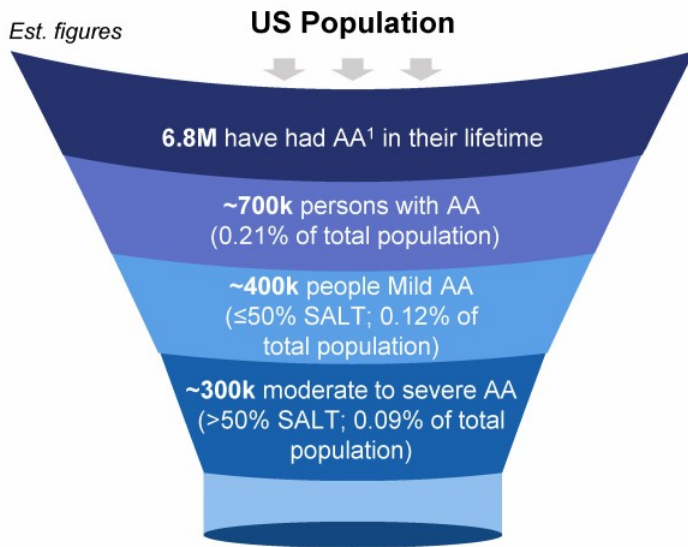 Est. figures
US Population
6.8M have had AA¹ in their lifetime
~700k persons with AA
(0.21% of total population)
~400k people Mild AA
(≤50% SALT; 0.12% of
total population)
~300k moderate to severe AA
(>50% SALT; 0.09% of total
population)